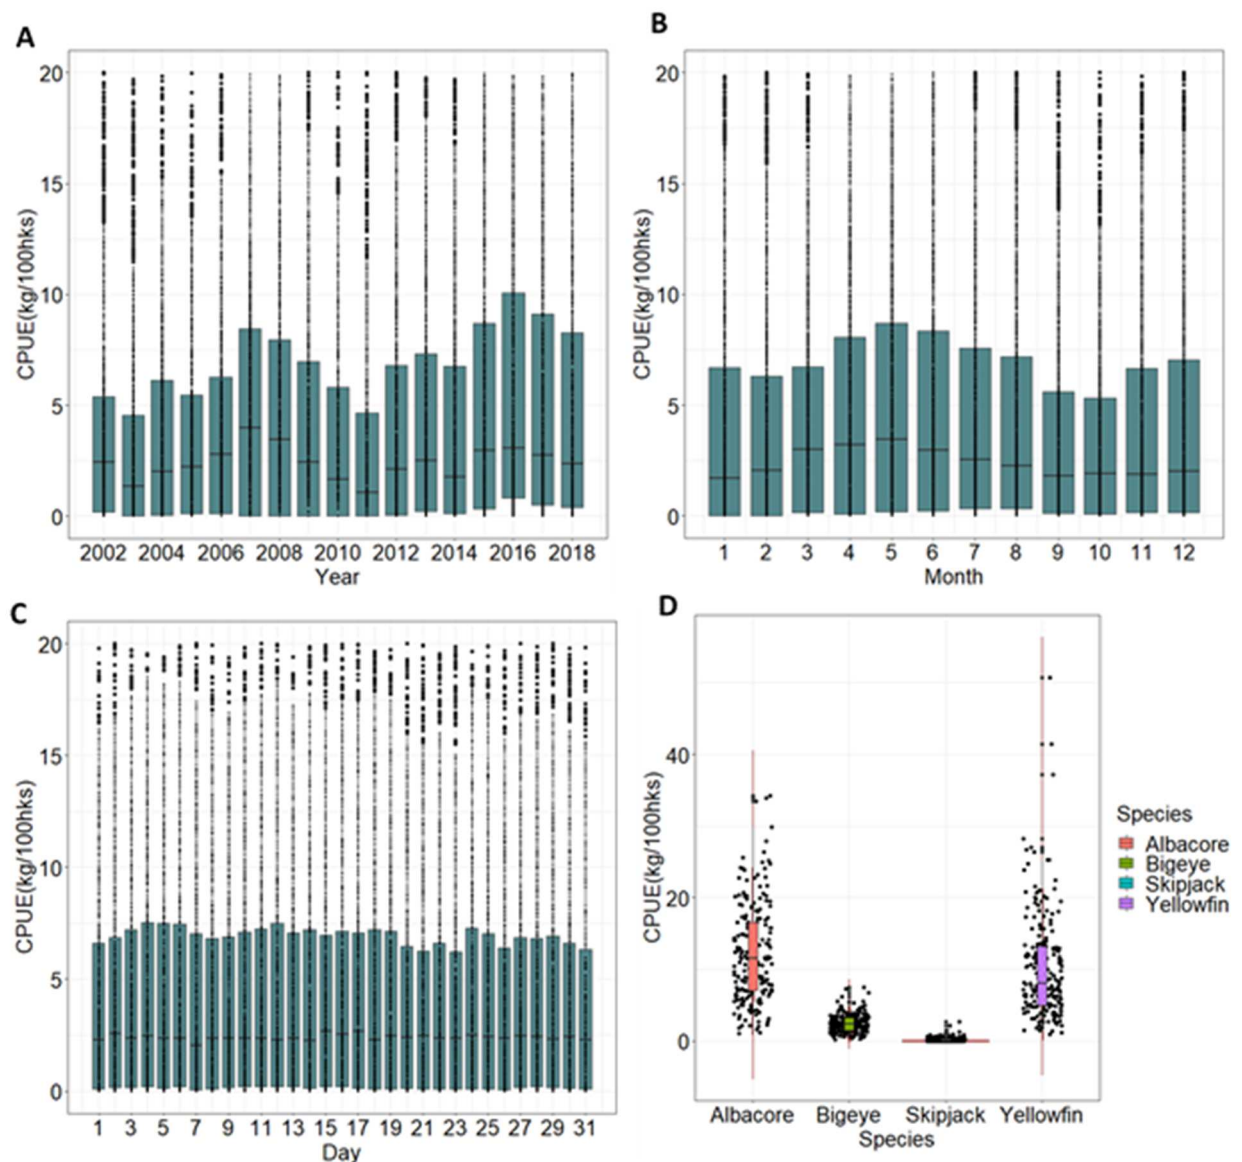 A
CPUE(kg/100hks)
20
15
10
5
0
2002 2004 2006 2008 2010 2012 2014 2016 2018
Year
B
CPUE(kg/100hks)
20
15
10
5
0
1 2 3 4 5 6 7 8 9 10 11 12
Month
C
CPUE(kg/100hks)
20
15
10
5
0
1 3 5 7 9 11 13 15 17 19 21 23 25 27 29 31
Day
D
CPUE(kg/100hks)
40
20
0
Albacore Bigeye Skipjack Yellowfin
Species
Species
Albacore
Bigeye
Skipjack
Yellowfin